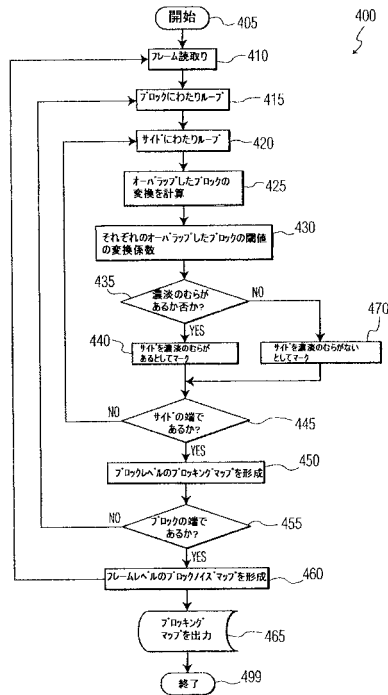 400
開始
405
フレーム読取り
410
ブロックにわたりループ
415
サイドにわたりループ
420
オーバラップしたブロックの
変換を計算
425
それぞれのオーバラップしたブロックの閾値
の変換係数
430
435
濃淡のむらが
あるか否か?
NO
YES
470
440
サイドを濃淡のむらが
あるとしてマーク
サイドを濃淡のむらがない
としてマーク
NO
サイドの端で
あるか?
445
YES
ブロックレベルのブロッキングマップを形成
450
NO
ブロックの端で
あるか?
455
YES
フレームレベルのブロックノイズマップを形成
460
ブロッキング
マップを出力
465
終了
499